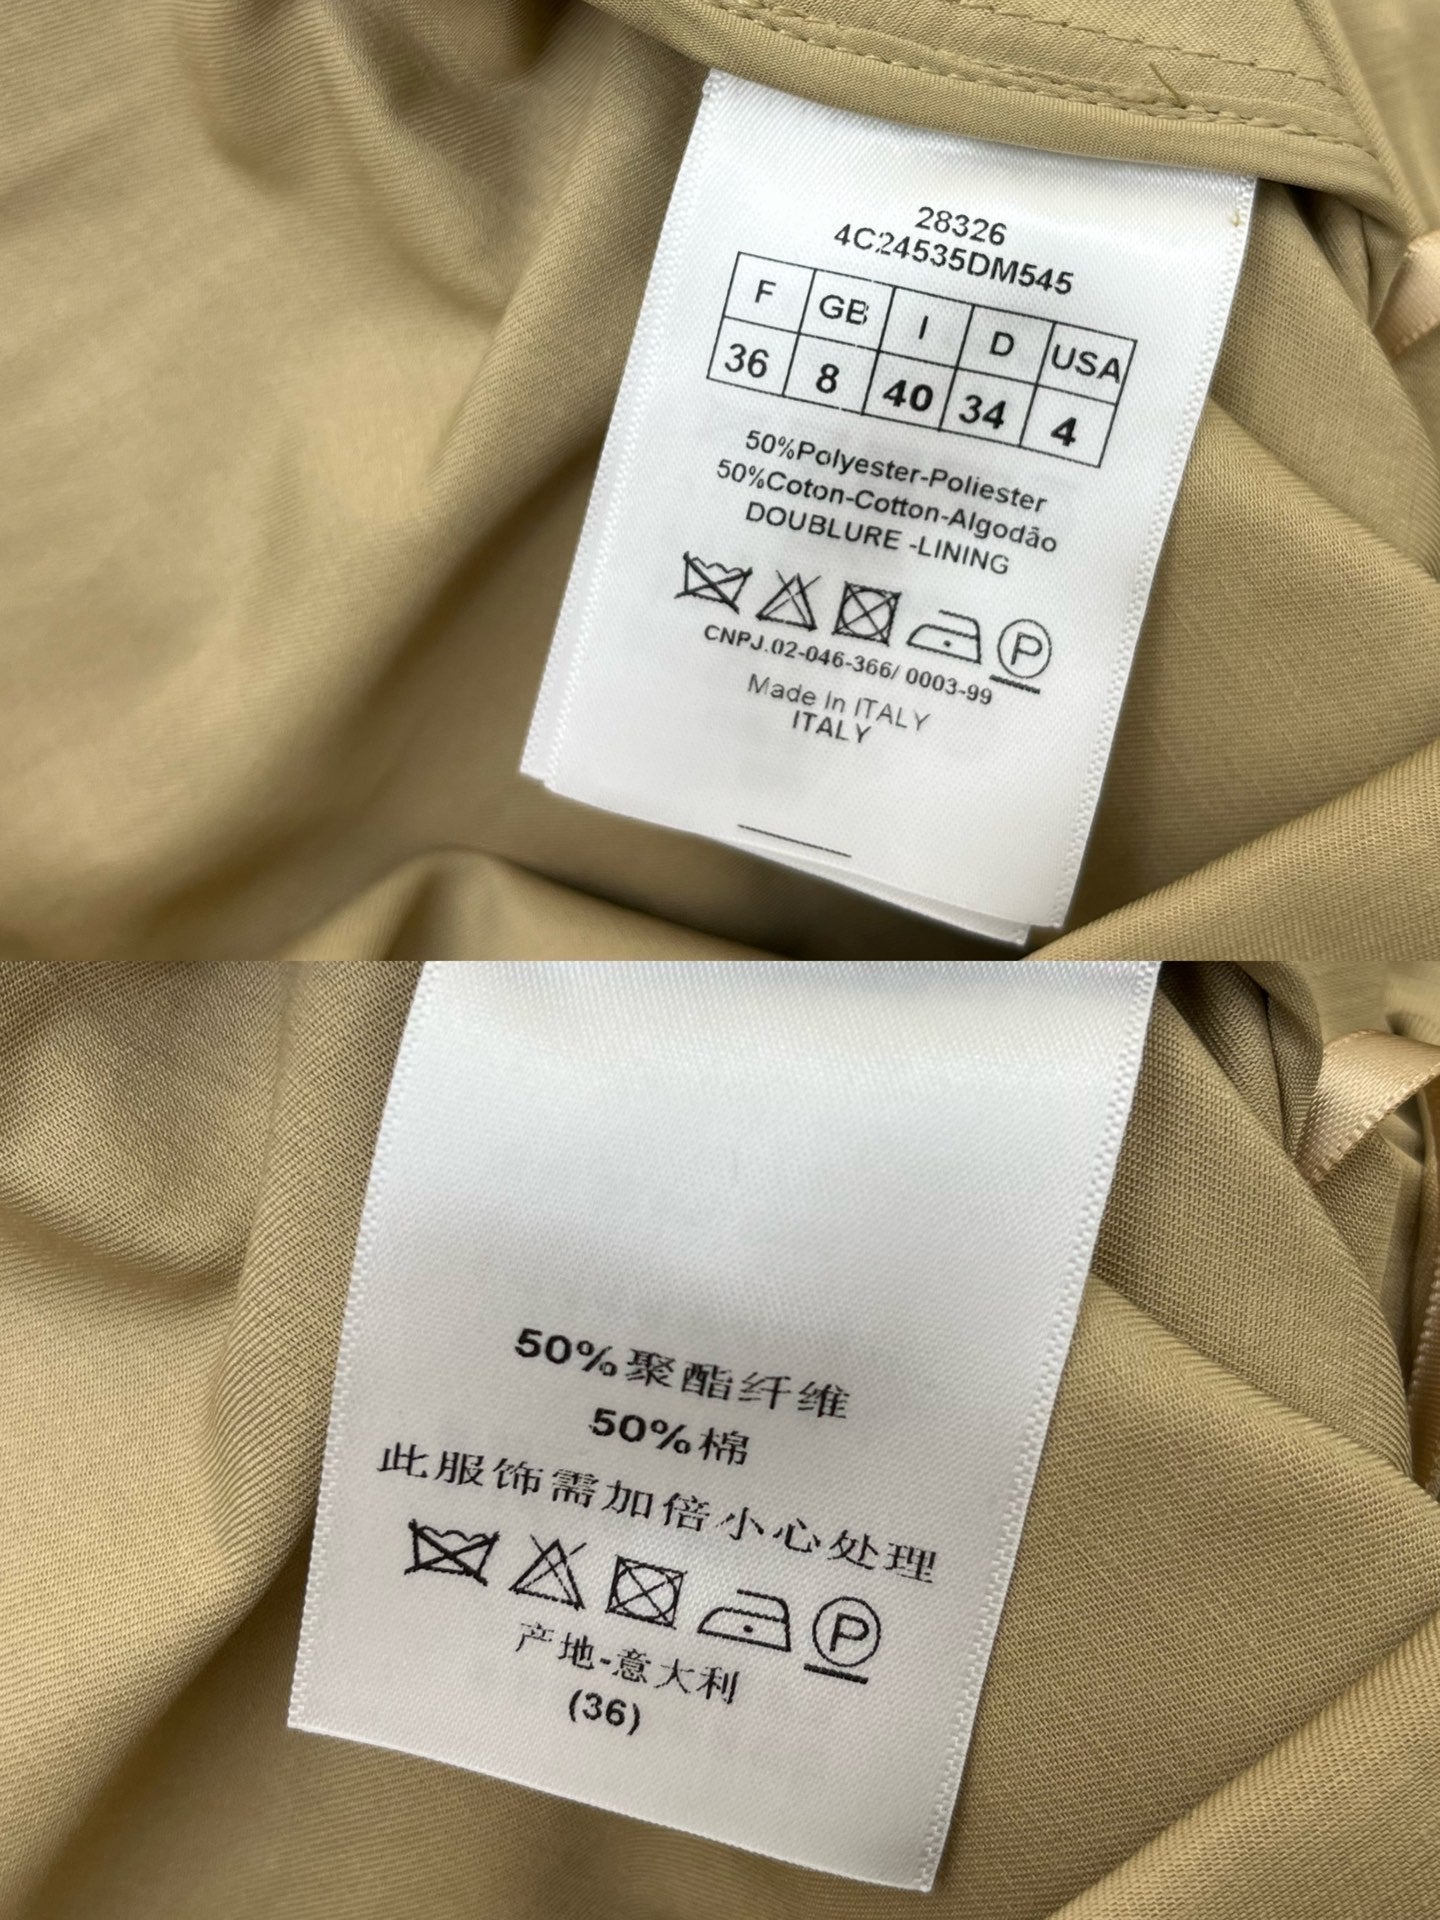 28326
4C24535DM545
F GB I D USA
36 8 40 34 4
50%Polyester-Poliester
50%Coton-Cotton-Algodão
DOUBLURE -LINING
P
CNPJ.02-046-366/ 0003-99
Made In ITALY
ITALY
50%聚酯纤维
50%棉
此服饰需加倍小心处理
P
产地-意大利
(36)